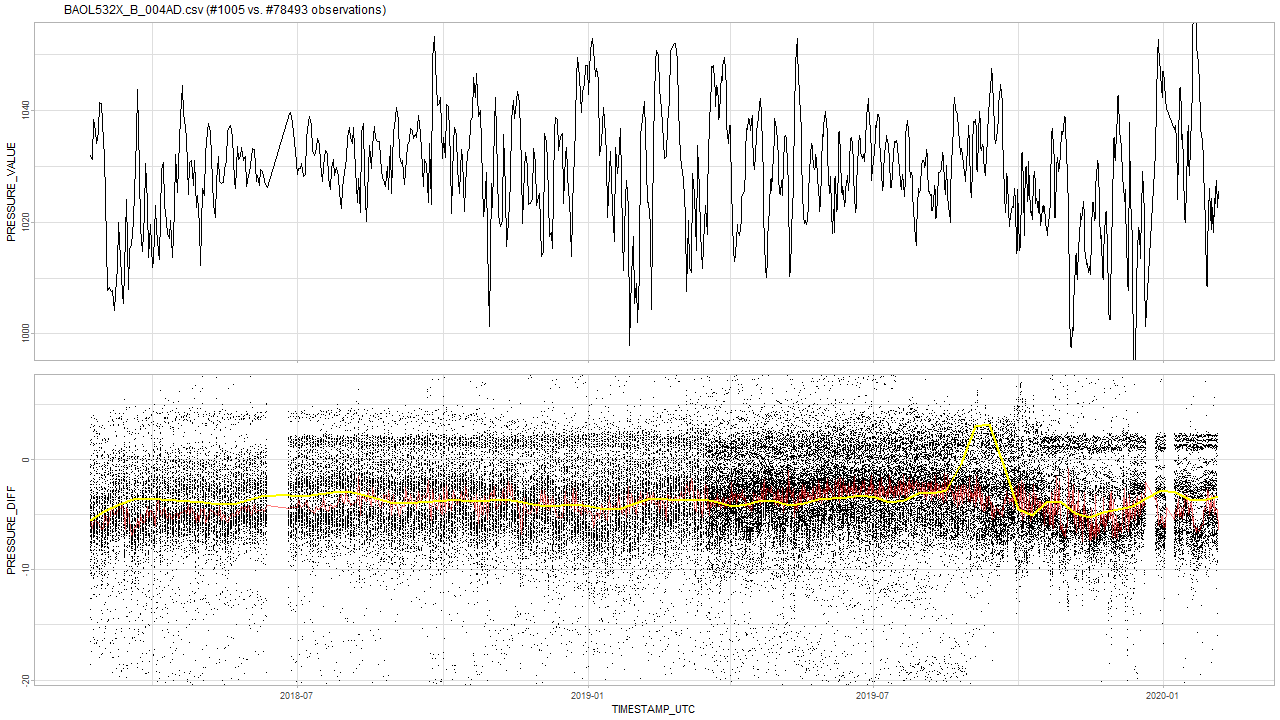 BAOL532X_B_004AD.csv (#1005 vs. #78493 observations)
PRESSURE_VALUE
1040
1020
1000
PRESSURE_DIFF
0
-10
-20
2018-07
2019-01
2019-07
2020-01
TIMESTAMP_UTC